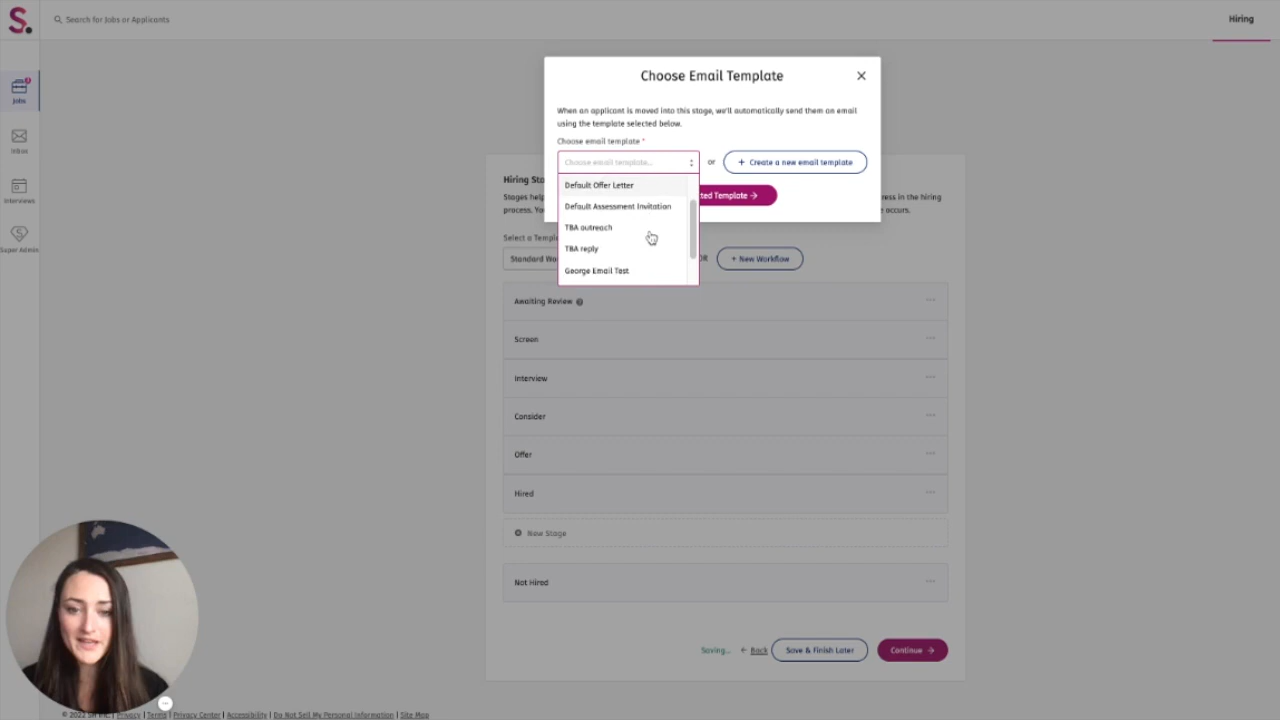 S.
Search for Jobs or Applicants
Hiring
Jobs
Inbox
Interviews
Super Admin
Choose Email Template
When an applicant is moved into this stage, we'll automatically send them an email
using the template selected below.
Choose email template *
Choose email template...
or
+ Create a new email template
Default Offer Letter
Default Assessment Invitation
TBA outreach
TBA reply
George Email Test
ted Template →
Hiring Sta
Stages help
ress in the hiring
process. You
e occurs.
Select a Templ
Standard Wo
OR
+ New Workflow
Awaiting Review
Screen
Interview
Consider
Offer
Hired
New Stage
Not Hired
Saving...
← Back
Save & Finish Later
Continue →
Privacy | Terms | Privacy Center | Accessibility | Do Not Sell My Personal Information | Site Map